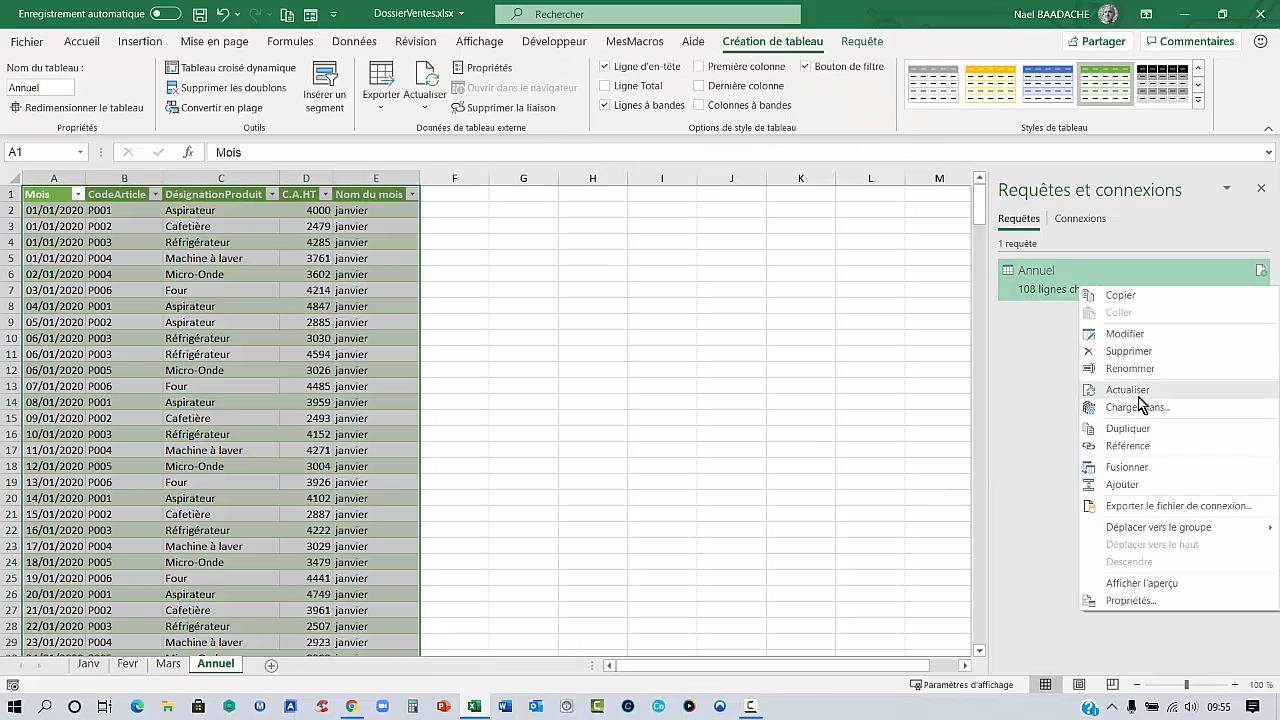 Enregistrement automatique
DossierVentes.xlsx
Rechercher
Nael BAADACHE
Fichier Accueil Insertion Mise en page Formules Données Révision Affichage Développeur MesMacros Aide Création de tableau Requête
Partager
Commentaires
Nom du tableau:
Annuel
Redimensionner le tableau
Propriétés
Tableau croisé dynamique
Supprimer les doublons
Convertir en plage
Insérer un segment
Outils
Exporter Actualiser
Propriétés
Ouvrir dans le navigateur
Supprimer la liaison
Données de tableau externe
Ligne d'en-tête
Ligne Total
Lignes à bandes
Première colonne
Dernière colonne
Colonnes à bandes
Bouton de filtre
Options de style de tableau
Styles de tableau
A1
fx
Mois
A B C D E F G H I J K L M
1 Mois CodeArticle DésignationProduit C.A.HT Nom du mois
2 01/01/2020 P001 Aspirateur 4000 janvier
3 01/01/2020 P002 Cafetière 2479 janvier
4 01/01/2020 P003 Réfrigérateur 4285 janvier
5 01/01/2020 P004 Machine à laver 3761 janvier
6 02/01/2020 P004 Micro-Onde 3602 janvier
7 03/01/2020 P006 Four 4214 janvier
8 04/01/2020 P001 Aspirateur 4847 janvier
9 05/01/2020 P002 Cafetière 2885 janvier
10 06/01/2020 P003 Réfrigérateur 3030 janvier
11 06/01/2020 P003 Réfrigérateur 4594 janvier
12 06/01/2020 P005 Micro-Onde 3026 janvier
13 07/01/2020 P006 Four 4485 janvier
14 08/01/2020 P001 Aspirateur 3959 janvier
15 09/01/2020 P002 Cafetière 2493 janvier
16 10/01/2020 P003 Réfrigérateur 4152 janvier
17 11/01/2020 P004 Machine à laver 4271 janvier
18 12/01/2020 P005 Micro-Onde 3004 janvier
19 13/01/2020 P006 Four 3926 janvier
20 14/01/2020 P001 Aspirateur 4102 janvier
21 15/01/2020 P002 Cafetière 2887 janvier
22 16/01/2020 P003 Réfrigérateur 4222 janvier
23 17/01/2020 P004 Machine à laver 3029 janvier
24 18/01/2020 P005 Micro-Onde 3479 janvier
25 19/01/2020 P006 Four 4441 janvier
26 20/01/2020 P001 Aspirateur 4749 janvier
27 21/01/2020 P002 Cafetière 3961 janvier
28 22/01/2020 P003 Réfrigérateur 2507 janvier
29 23/01/2020 P004 Machine à laver 2923 janvier
Janv Fevr Mars Annuel
Requêtes et connexions
Requêtes Connexions
1 requête
Annuel
108 lignes ch
Copier
Coller
Modifier
Supprimer
Renommer
Actualiser
Charger dans...
Dupliquer
Référence
Fusionner
Ajouter
Exporter le fichier de connexion...
Déplacer vers le groupe
Déplacer vers le haut
Descendre
Afficher l'aperçu
Propriétés...
Paramètres d'affichage
100 %
09:55